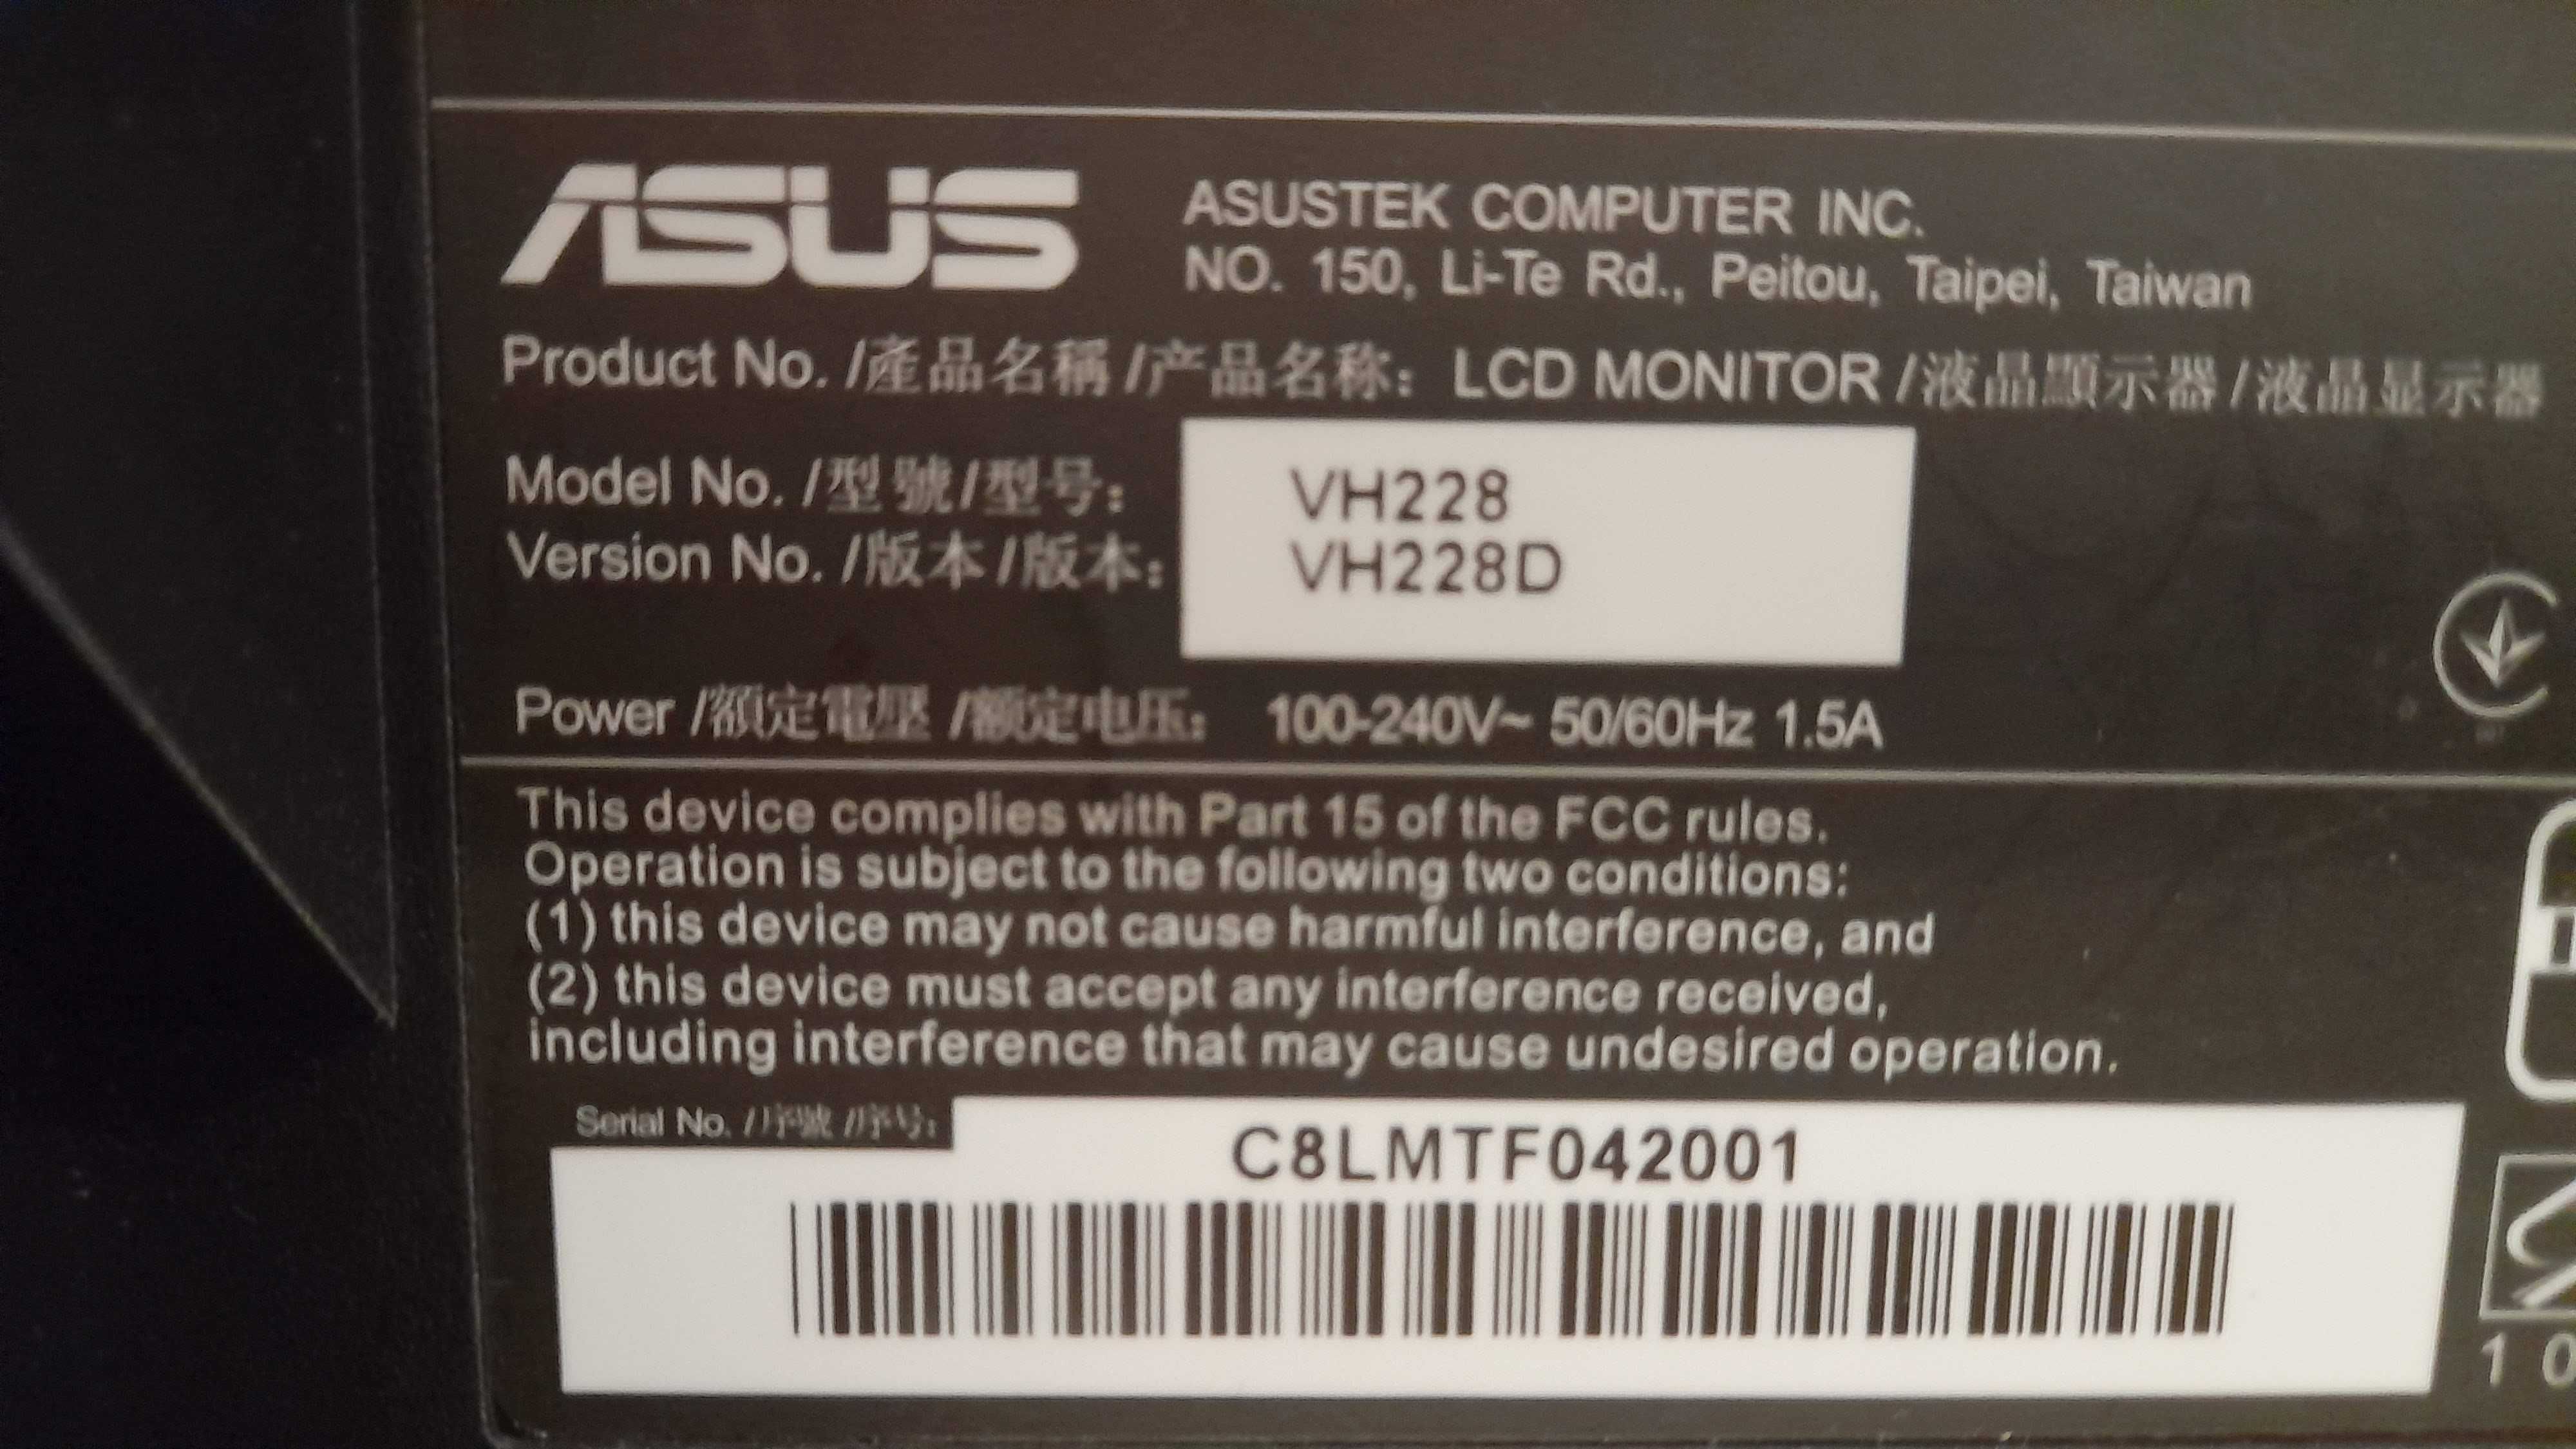 ASUS
ASUSTEK COMPUTER INC.
NO. 150, Li-Te Rd., Peitou, Taipei, Taiwan
Product No. /產品名稱/产品名称: LCD MONITOR /液晶顯示器/液晶显示器
Model No. /型號/型号: VH228
Version No. /版本/版本: VH228D
Power /額定電壓/额定电压: 100-240V~ 50/60Hz 1.5A
This device complies with Part 15 of the FCC rules.
Operation is subject to the following two conditions:
(1) this device may not cause harmful interference, and
(2) this device must accept any interference received,
including interference that may cause undesired operation.
Serial No. /序號 /序号:
C8LMTF042001
10